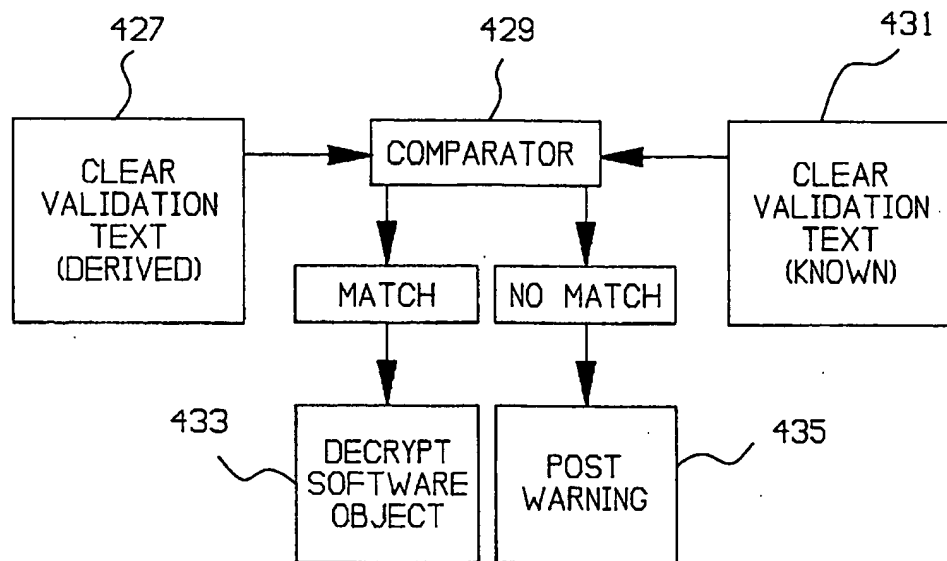 427
429
431
CLEAR
VALIDATION
TEXT
(DERIVED)
COMPARATOR
CLEAR
VALIDATION
TEXT
(KNOWN)
MATCH
NO MATCH
433
DECRYPT
SOFTWARE
OBJECT
POST
WARNING
435